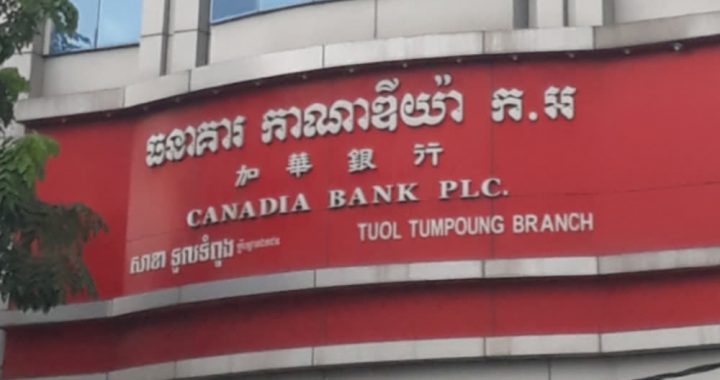 ធនាគារ កាណាឌីយ៉ា ក.អ
加華銀行
CANADIA BANK PLC.
សាខា ទួលទំពូង
TUOL TUMPOUNG BRANCH